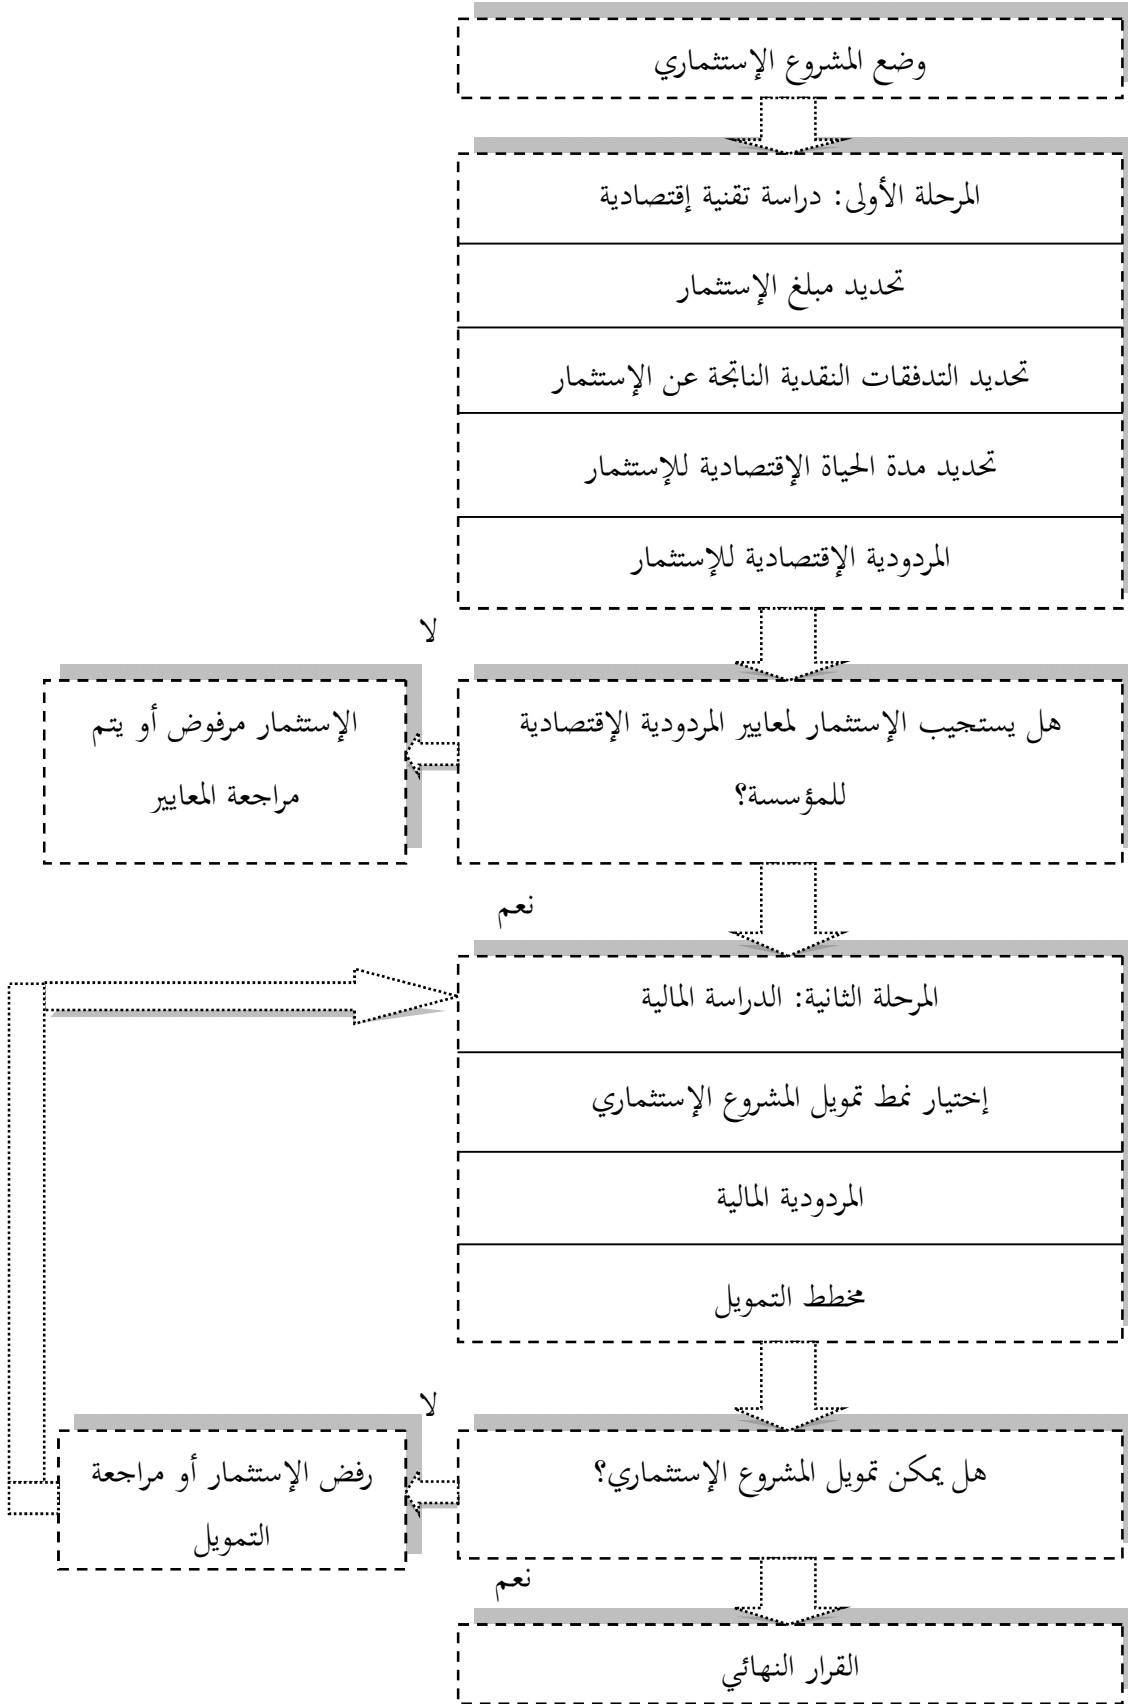 وضع المشروع الإستثماري
المرحلة الأولى: دراسة تقنية إقتصادية
تحديد مبلغ الإستثمار
تحديد التدفقات النقدية الناتجة عن الإستثمار
تحديد مدة الحياة الإقتصادية للإستثمار
المردودية الإقتصادية للإستثمار
لا
هل يستجيب الإستثمار لمعايير المردودية الإقتصادية
للمؤسسة؟
الإستثمار مرفوض أو يتم
مراجعة المعايير
نعم
المرحلة الثانية: الدراسة المالية
إختيار نمط تمويل المشروع الإستثماري
المردودية المالية
مخطط التمويل
لا
هل يمكن تمويل المشروع الإستثماري؟
رفض الإستثمار أو مراجعة
التمويل
نعم
القرار النهائي